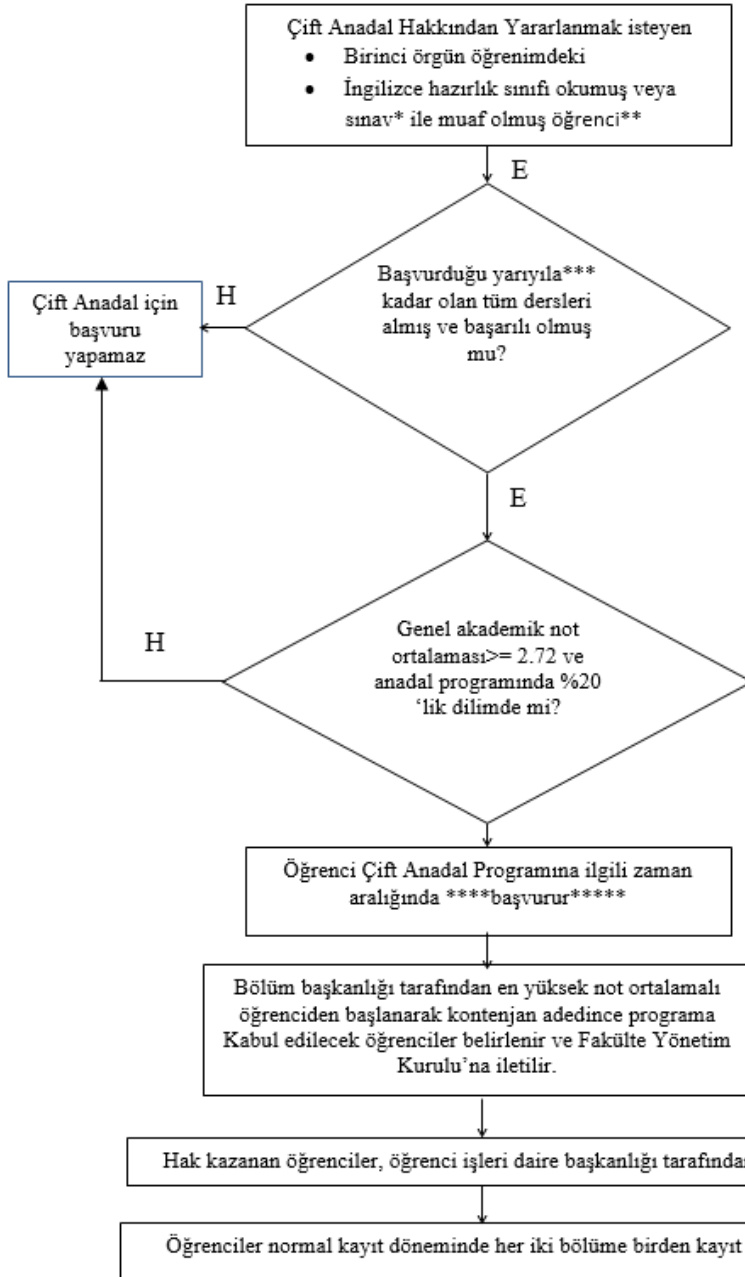 Çift Anadal Hakkından Yararlanmak isteyen
• Birinci örgün öğrenimdeki
• İngilizce hazırlık sınıfı okumuş veya
sınav* ile muaf olmuş öğrenci**
E
Başvurduğu yarıyıla***
kadar olan tüm dersleri
almış ve başarılı olmuş
mu?
H
Çift Anadal için
başvuru
yapamaz
E
Genel akademik not
ortalaması>= 2.72 ve
anadal programında %20
‘lik dilimde mi?
H
Öğrenci Çift Anadal Programına ilgili zaman
aralığında ****başvurur*****
Bölüm başkanlığı tarafından en yüksek not ortalamalı
öğrenciden başlanarak kontenjan adedince programa
Kabul edilecek öğrenciler belirlenir ve Fakülte Yönetim
Kurulu’na iletilir.
Hak kazanan öğrenciler, öğrenci işleri daire başkanlığı
Öğrenciler normal kayıt döneminde her iki bölüme birden kayıt